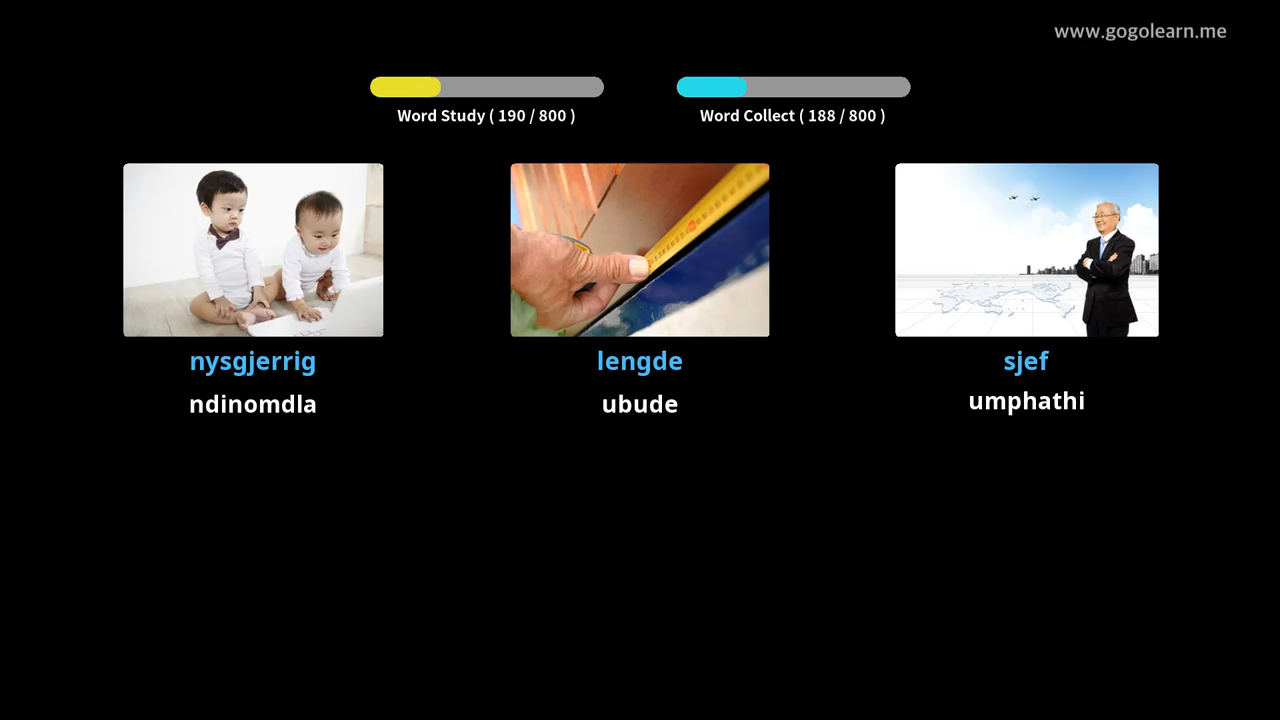 www.gogolearn.me
Word Study ( 190 / 800 )
Word Collect ( 188 / 800 )
nysgjerrig
lengde
sjef
ndinomdla
ubude
umphathi